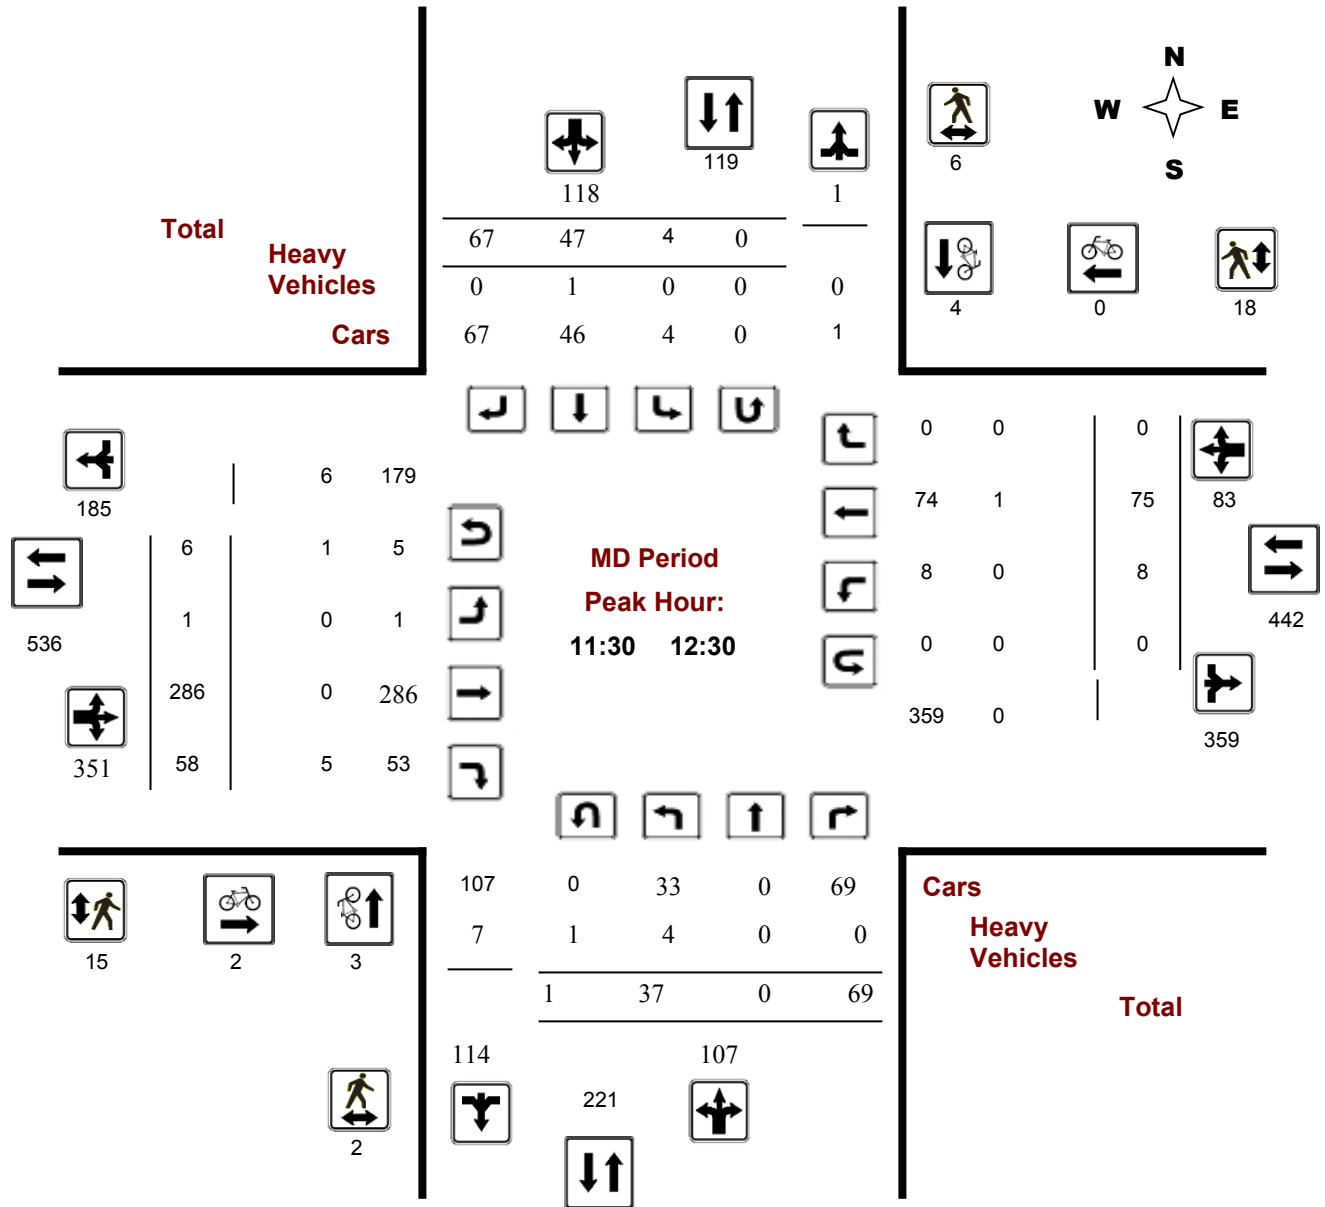 N
W E
S
119
6
118 1
Total
67 47 4 0
Heavy
Vehicles
0 1 0 0 0
Cars
67 46 4 0 1
4 0 18
0 0 0
6 179
185
74 1 75 83
6 1 5
MD Period
8 0 8
Peak Hour:
1 0 1
442
536
11:30 12:30
0 0 0
286 0 286
359 0
359
351 58 5 53
107 0 33 0 69
Cars
7 1 4 0 0
Heavy
Vehicles
15 2 3
1 37 0 69
Total
114 107
221
2